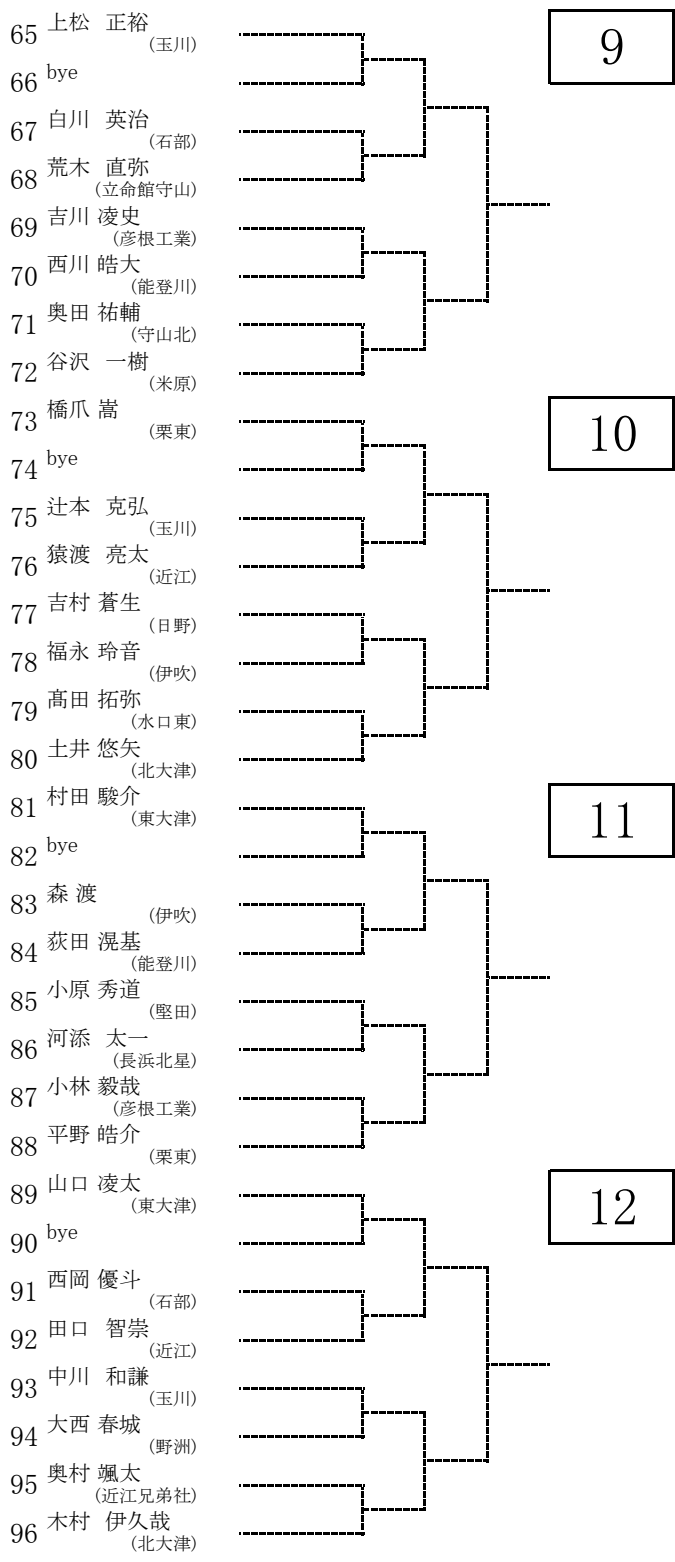 65 上松 正裕
(玉川)
9
66 bye
67 白川 英治
(石部)
68 荒木 直弥
(立命館守山)
69 吉川 凌史
(彦根工業)
70 西川 皓大
(能登川)
71 奥田 祐輔
(守山北)
72 谷沢 一樹
(米原)
73 橋爪 嵩
(栗東)
10
74 bye
75 辻本 克弘
(玉川)
76 猿渡 亮太
(近江)
77 吉村 蒼生
(日野)
78 福永 玲音
(伊吹)
79 髙田 拓弥
(水口東)
80 土井 悠矢
(北大津)
81 村田 駿介
(東大津)
11
82 bye
83 森 渡
(伊吹)
84 荻田 滉基
(能登川)
85 小原 秀道
(堅田)
86 河添 太一
(長浜北星)
87 小林 毅哉
(彦根工業)
88 平野 皓介
(栗東)
89 山口 凌太
(東大津)
12
90 bye
91 西岡 優斗
(石部)
92 田口 智崇
(近江)
93 中川 和謙
(玉川)
94 大西 春城
(野洲)
95 奥村 颯太
(近江兄弟社)
96 木村 伊久哉
(北大津)